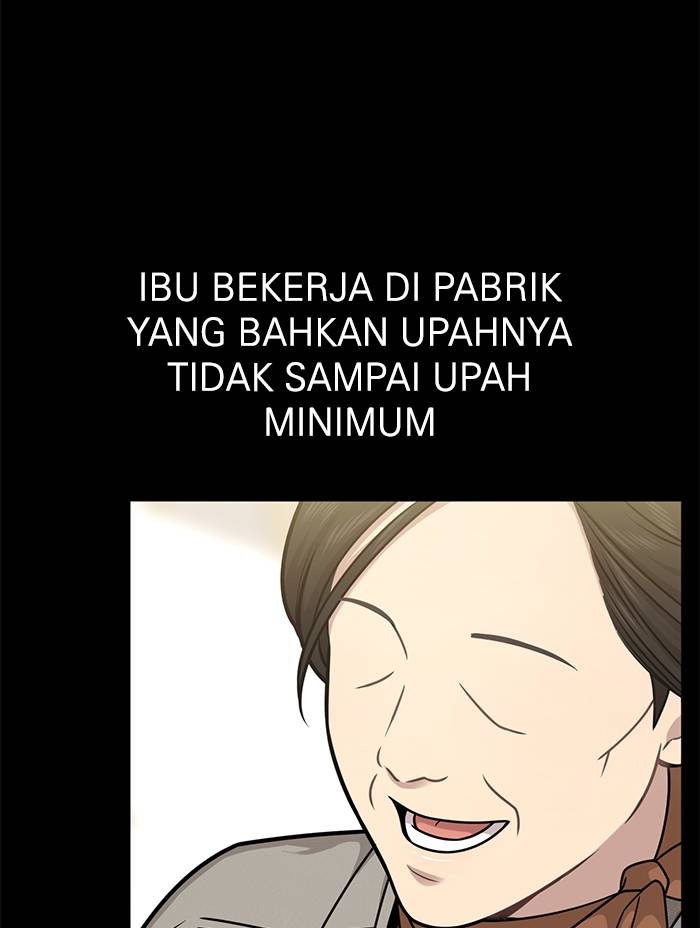 IBU BEKERJA DI PABRIK
YANG BAHKAN UPAHNYA
TIDAK SAMPAI UPAH
MINIMUM